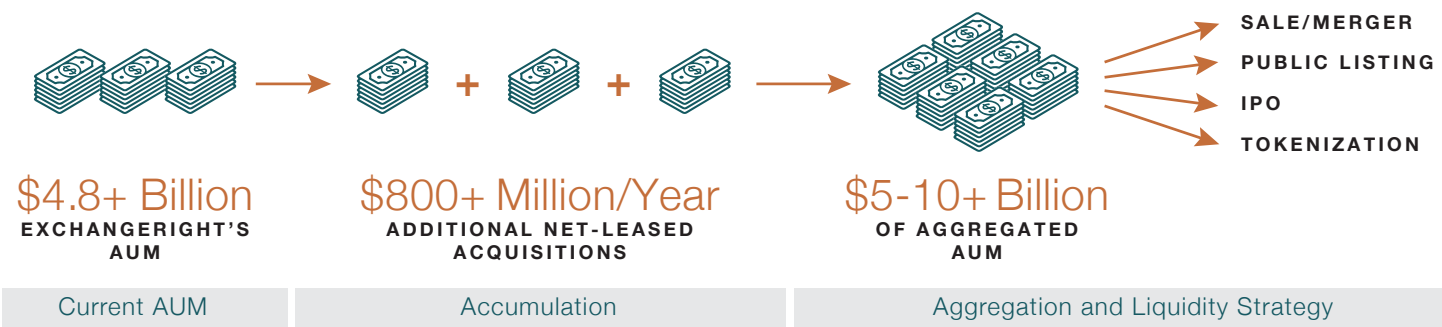 SALE/MERGER
PUBLIC LISTING
IPO
TOKENIZATION
+
+
$4.8+ Billion
EXCHANGERIGHT'S
AUM
$800+ Million/Year
ADDITIONAL NET-LEASED
ACQUISITIONS
$5-10+ Billion
OF AGGREGATED
AUM
Current AUM
Accumulation
Aggregation and Liquidity Strategy